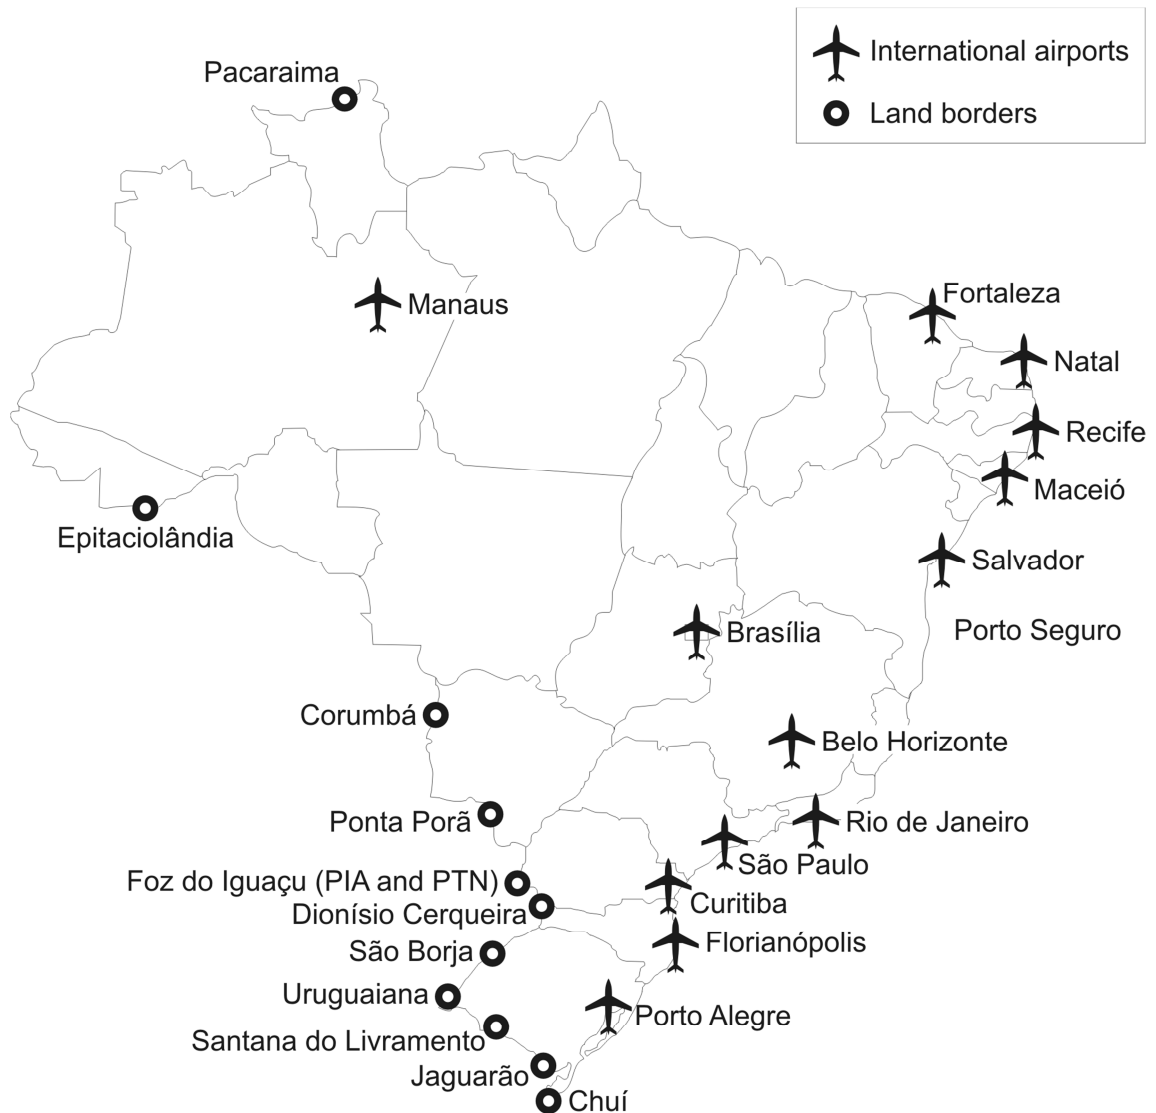 International airports
Land borders
Pacaraima
Manaus
Fortaleza
Natal
Recife
Maceió
Epitaciolândia
Salvador
Brasília
Porto Seguro
Corumbá
Belo Horizonte
Ponta Porã
Rio de Janeiro
São Paulo
Foz do Iguaçu (PIA and PTN)
Curitiba
Dionísio Cerqueira
Florianópolis
São Borja
Uruguaiana
Porto Alegre
Santana do Livramento
Jaguarão
Chuí